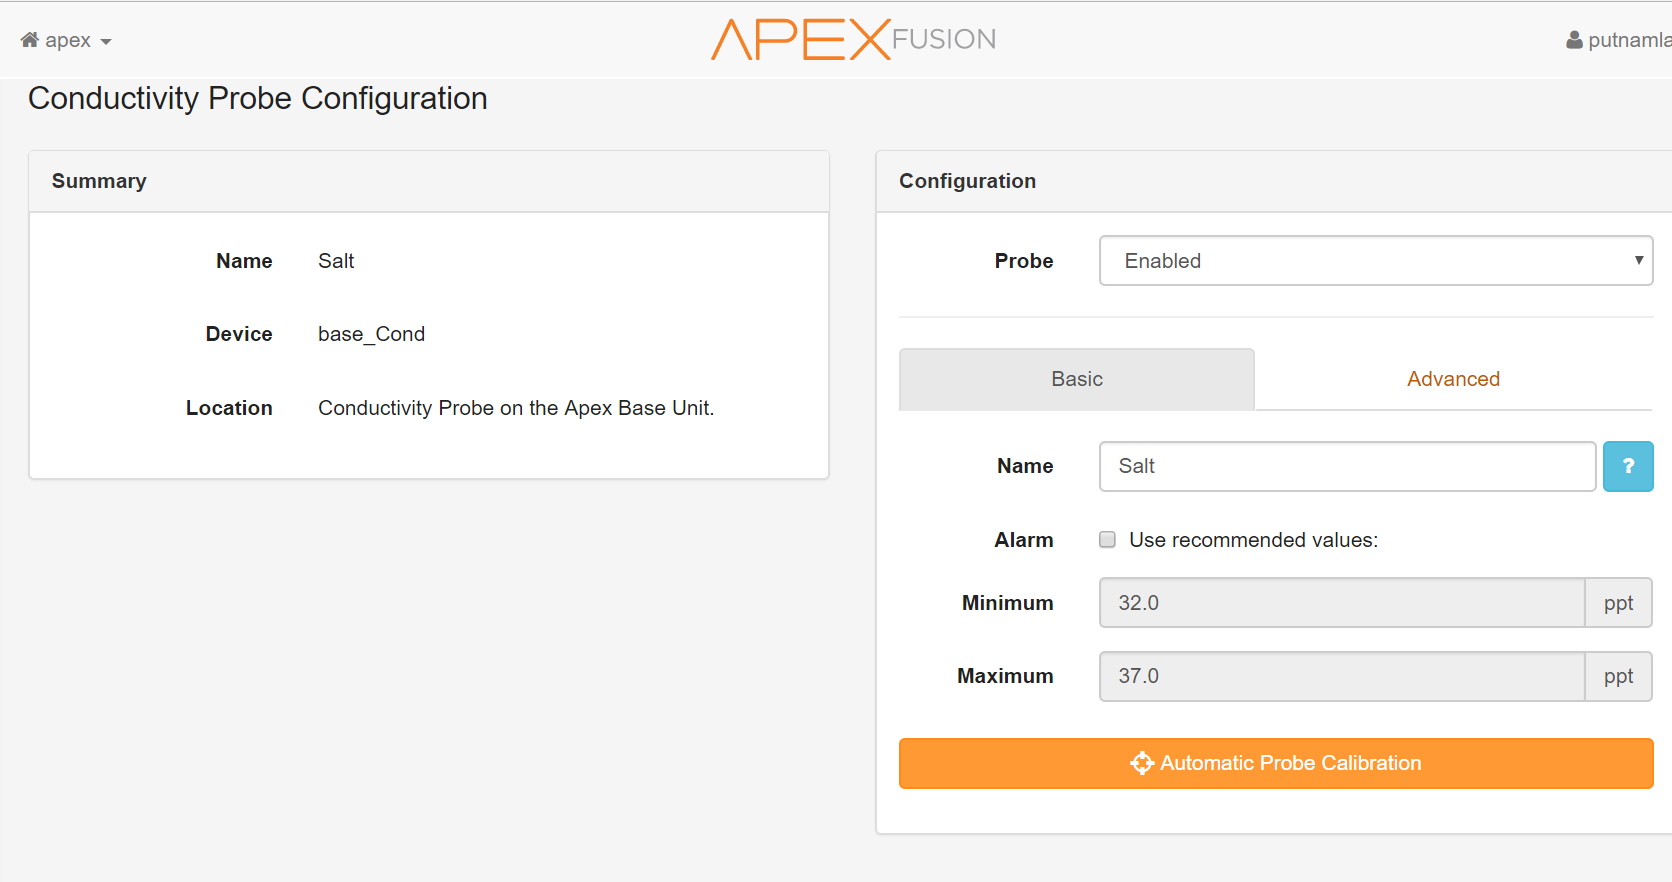 apex
APEX FUSION
putnamla
Conductivity Probe Configuration
Summary
Name Salt
Device base_Cond
Location Conductivity Probe on the Apex Base Unit.
Configuration
Probe Enabled
Basic Advanced
Name Salt ?
Alarm Use recommended values:
Minimum 32.0 ppt
Maximum 37.0 ppt
Automatic Probe Calibration